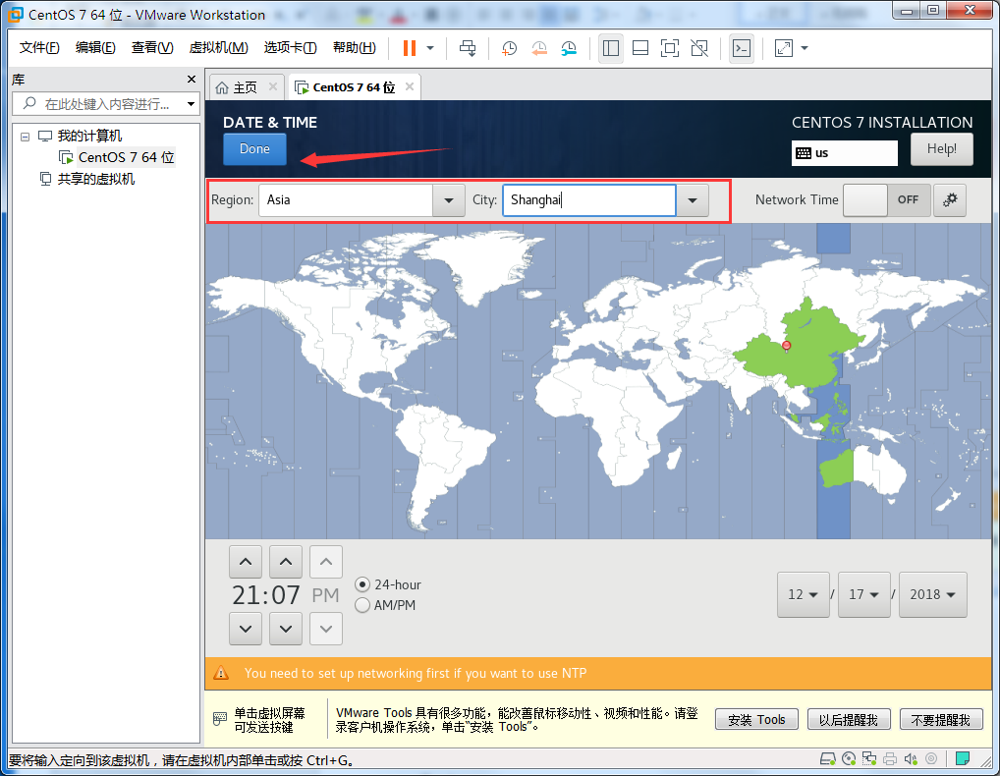 CentOS 7 64 位 - VMware Workstation
文件(F) 编辑(E) 查看(V) 虚拟机(M) 选项卡(T) 帮助(H)
库
在此处键入内容进行...
我的计算机
CentOS 7 64 位
共享的虚拟机
主页 CentOS 7 64 位
DATE & TIME
Done
CENTOS 7 INSTALLATION
us
Help!
Region: Asia City: Shanghai Network Time OFF
21:07 PM
24-hour
AM/PM
12 / 17 / 2018
You need to set up networking first if you want to use NTP
单击虚拟屏幕
可发送按键
VMware Tools 具有很多功能，能改善鼠标移动性、视频和性能。请登
录客户机操作系统，单击“安装 Tools”。
安装 Tools 以后提醒我 不要提醒我
要将输入定向到该虚拟机，请在虚拟机内部单击或按 Ctrl+G。